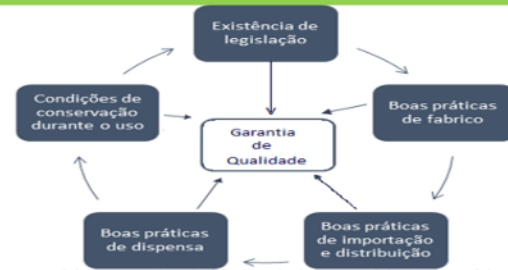 Existência de
legislação
Boas práticas
de fabrico
Boas práticas
de importação
e distribuição
Boas práticas
de dispensa
Condições de
conservação
durante o uso
Garantia
de
Qualidade